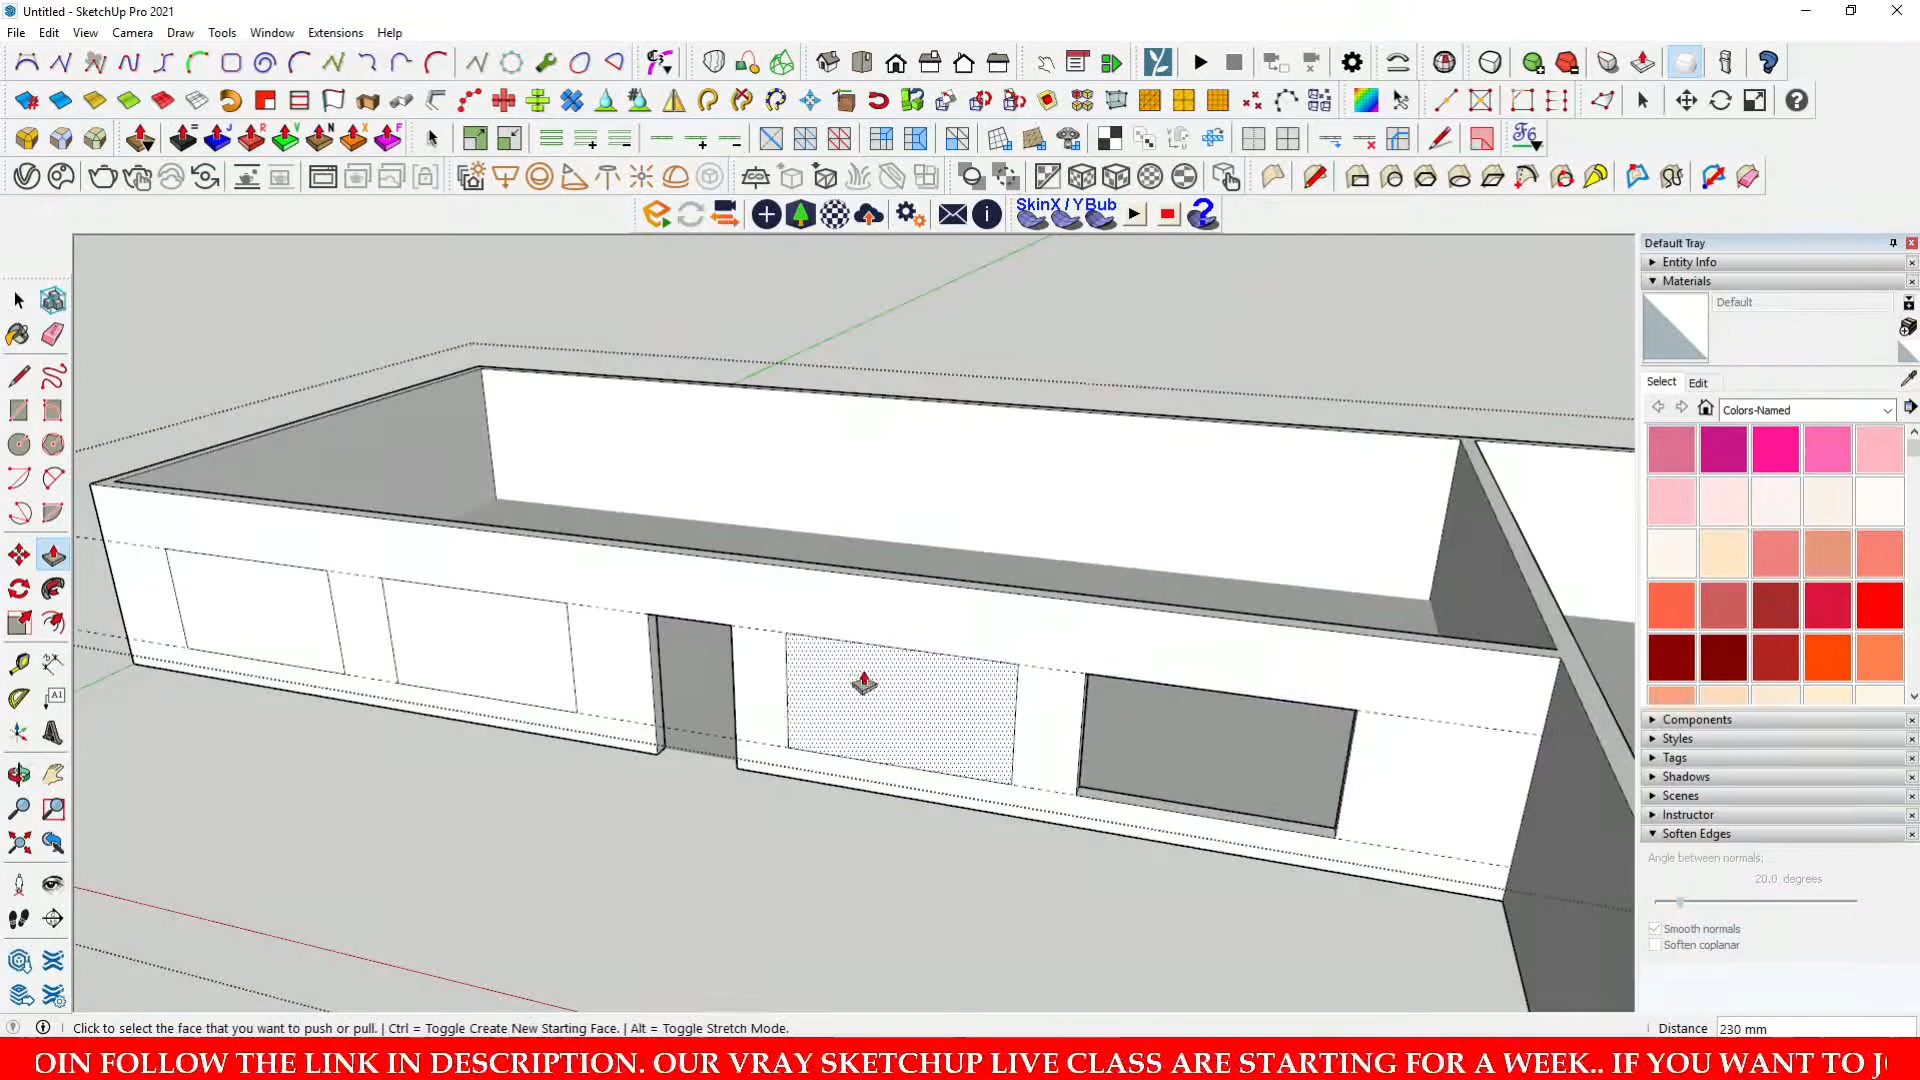 Untitled - SketchUp Pro 2021
File Edit View Camera Draw Tools Window Extensions Help
SkinX / YBub
Default Tray
Entity Info
Materials
Default
Select Edit
Colors-Named
Components
Styles
Tags
Shadows
Scenes
Instructor
Soften Edges
Angle between normals:
20.0 degrees
Smooth normals
Soften coplanar
Click to select the face that you want to push or pull. | Ctrl = Toggle Create New Starting Face. | Alt = Toggle Stretch Mode.
Distance 230 mm
OIN FOLLOW THE LINK IN DESCRIPTION. OUR VRAY SKETCHUP LIVE CLASS ARE STARTING FOR A WEEK.. IF YOU WANT TO J